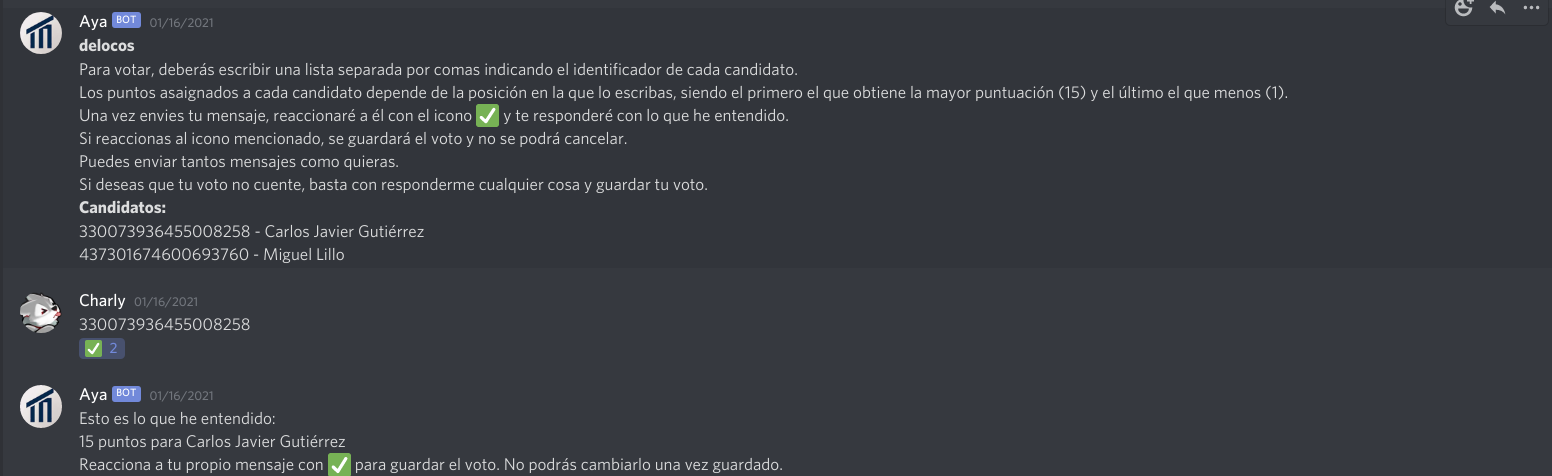 Aya BOT 01/16/2021
delocos
Para votar, deberás escribir una lista separada por comas indicando el identificador de cada candidato.
Los puntos asaignados a cada candidato depende de la posición en la que lo escribas, siendo el primero el que obtiene la mayor puntuación (15) y el último el que menos (1).
Una vez envies tu mensaje, reaccionaré a él con el icono ✅ y te responderé con lo que he entendido.
Si reaccionas al icono mencionado, se guardará el voto y no se podrá cancelar.
Puedes enviar tantos mensajes como quieras.
Si deseas que tu voto no cuente, basta con responderme cualquier cosa y guardar tu voto.
Candidatos:
330073936455008258 - Carlos Javier Gutiérrez
437301674600693760 - Miguel Lillo
Charly 01/16/2021
330073936455008258
✅ 2
Aya BOT 01/16/2021
Esto es lo que he entendido:
15 puntos para Carlos Javier Gutiérrez
Reacciona a tu propio mensaje con ✅ para guardar el voto. No podrás cambiarlo una vez guardado.